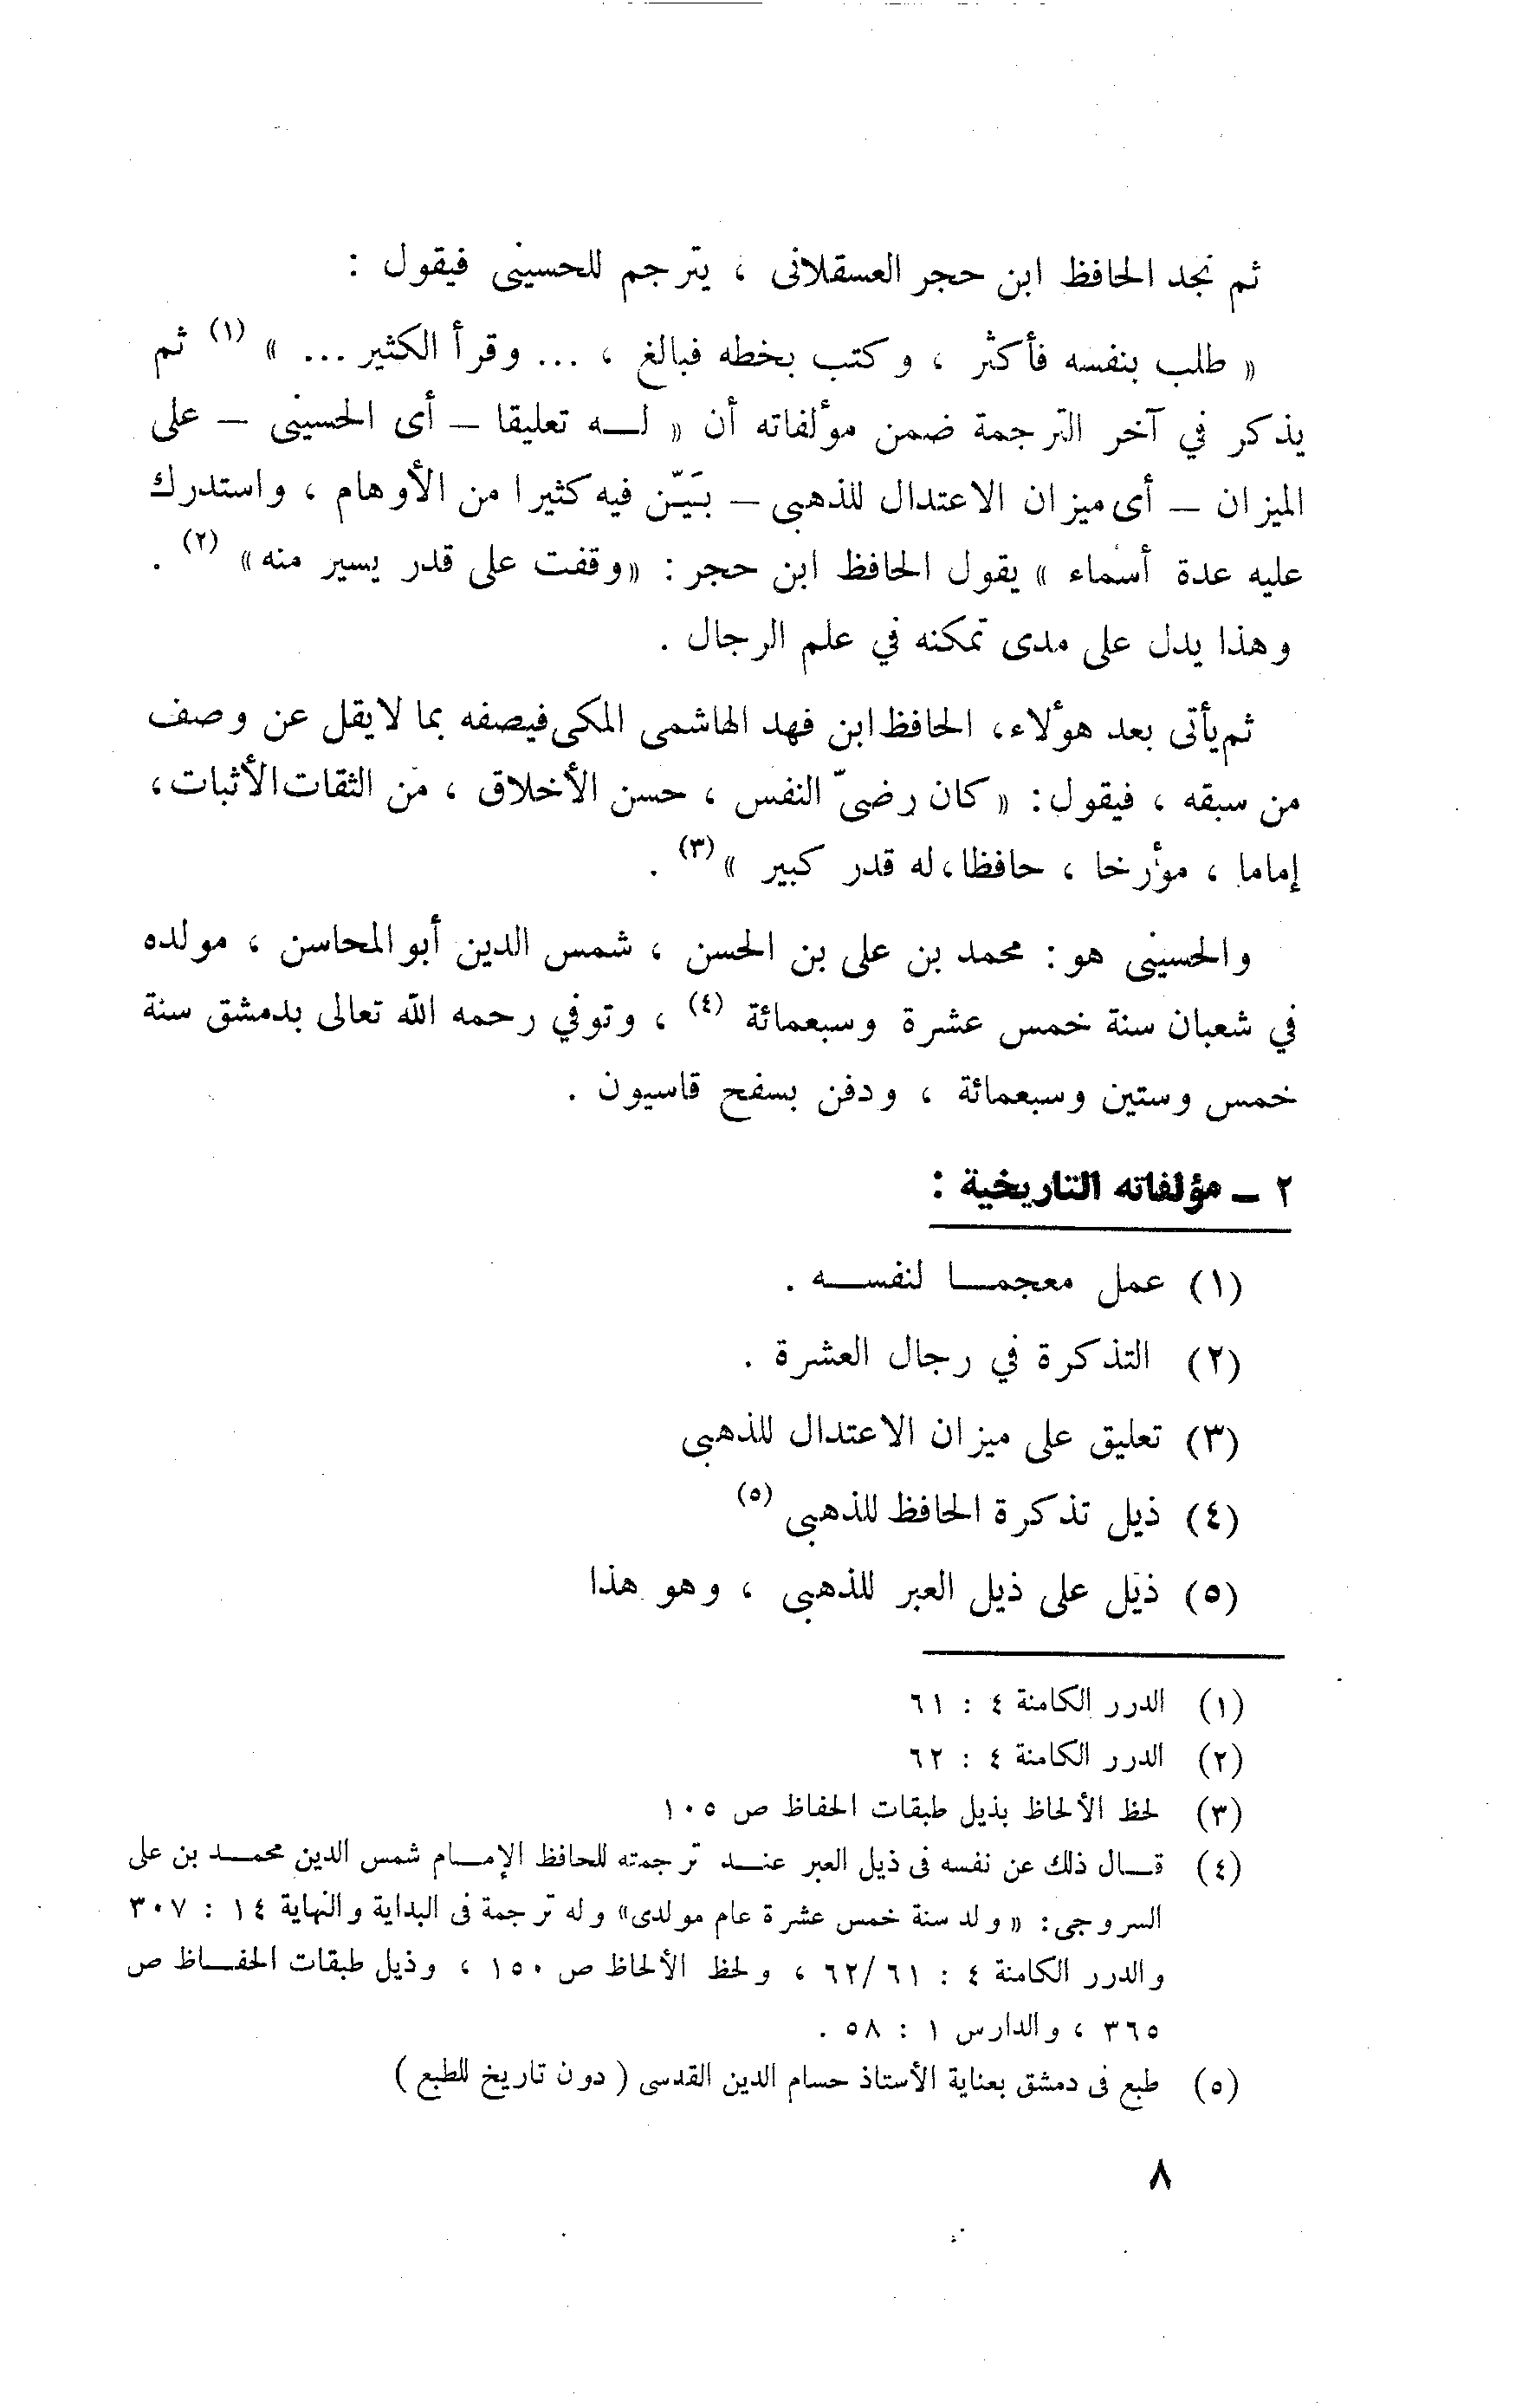 ثم نجد الحافظ ابن حجر العسقلانى ، يترجم للحسينى فيقول :
« طلب بنفسه فأكثر ، وكتب بخطه فبالغ ، ... وقرأ الكثير ... » (١) ثم
يذكر في آخر الترجمة ضمن مؤلفاته أن « لـه تعليقا – أى الحسينى – على
الميزان – أى ميزان الاعتدال للذهبى – بَيّن فيه كثيرا من الأوهام ، واستدرك
عليه عدة أسماء » يقول الحافظ ابن حجر : « وقفت على قدر يسير منه » (٢) .
وهذا يدل على مدى تمكنه في علم الرجال .
ثم يأتى بعد هؤلاء، الحافظ ابن فهد الهاشمى المكى فيصفه بما لا يقل عن وصف
من سبقه ، فيقول : « كان رضىّ النفس ، حسن الأخلاق ، من الثقات الأثبات ،
إماما ، مؤرخا ، حافظا ، له قدر كبير » (٣) .
والحسينى هو : محمد بن على بن الحسن ، شمس الدين أبو المحاسن ، مولده
في شعبان سنة خمس عشرة وسبعمائة (٤) ، وتوفي رحمه الله تعالى بدمشق سنة
خمس وستين وسبعمائة ، ودفن بسفح قاسيون .
٢ – مؤلفاته التاريخية :
(١) عمل معجمـا لنفسـه .
(٢) التذكرة في رجال العشرة .
(٣) تعليق على ميزان الاعتدال للذهبى
(٤) ذيل تذكرة الحافظ للذهبى (٥)
(٥) ذيل على ذيل العبر للذهبى ، وهو هذا
(١) الدرر الكامنة ٤ : ٦١
(٢) الدرر الكامنة ٤ : ٦٢
(٣) لحظ الألحاظ بذيل طبقات الحفاظ ص ١٠٥
(٤) قـال ذلك عن نفسه فى ذيل العبر عنـد ترجمته للحافظ الإمـام شمس الدين محمـد بن على
السروجى : « ولد سنة خمس عشرة عام مولدى » وله ترجمة فى البداية والنهاية ١٤ : ٣٠٧
والدرر الكامنة ٤ : ٦٢/٦١ ، ولحظ الألحاظ ص ١٥٠ ، وذيل طبقات الحفـاظ ص
٣٦٥ ، والدارس ١ : ٥٨ .
(٥) طبع فى دمشق بعناية الأستاذ حسام الدين القدسى ( دون تاريخ للطبع )
٨